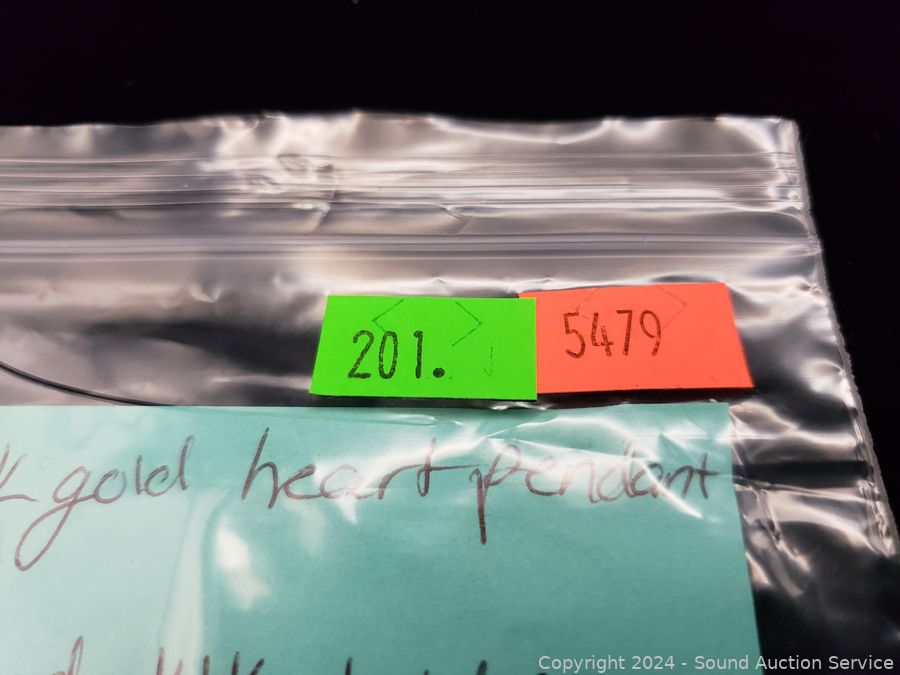 201.
5479
K gold heart pendant
Copyright 2024 - Sound Auction Service